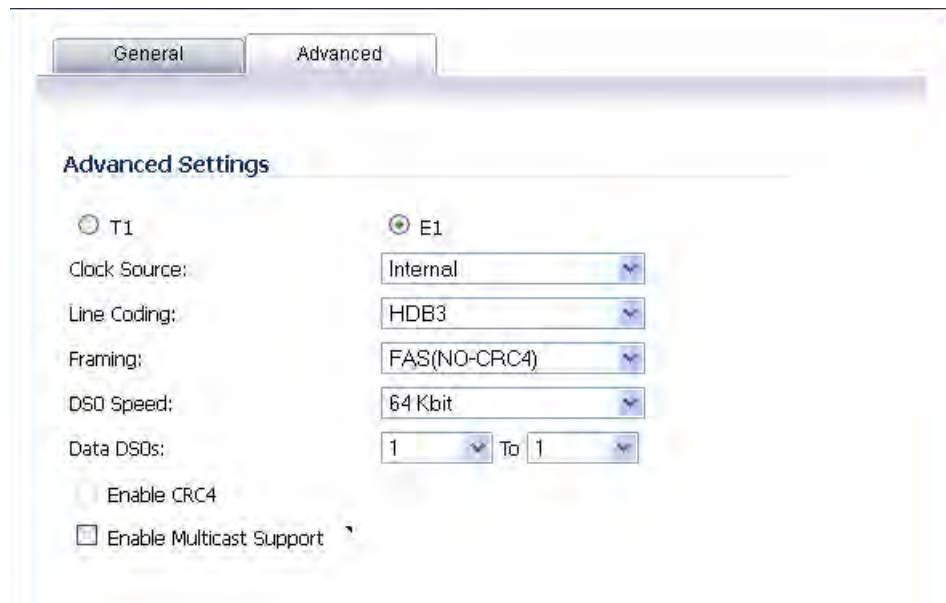 General Advanced
Advanced Settings
T1 E1
Clock Source: Internal
Line Coding: HDB3
Framing: FAS(NO-CRC4)
DS0 Speed: 64 Kbit
Data DS0s: 1 To 1
Enable CRC4
Enable Multicast Support